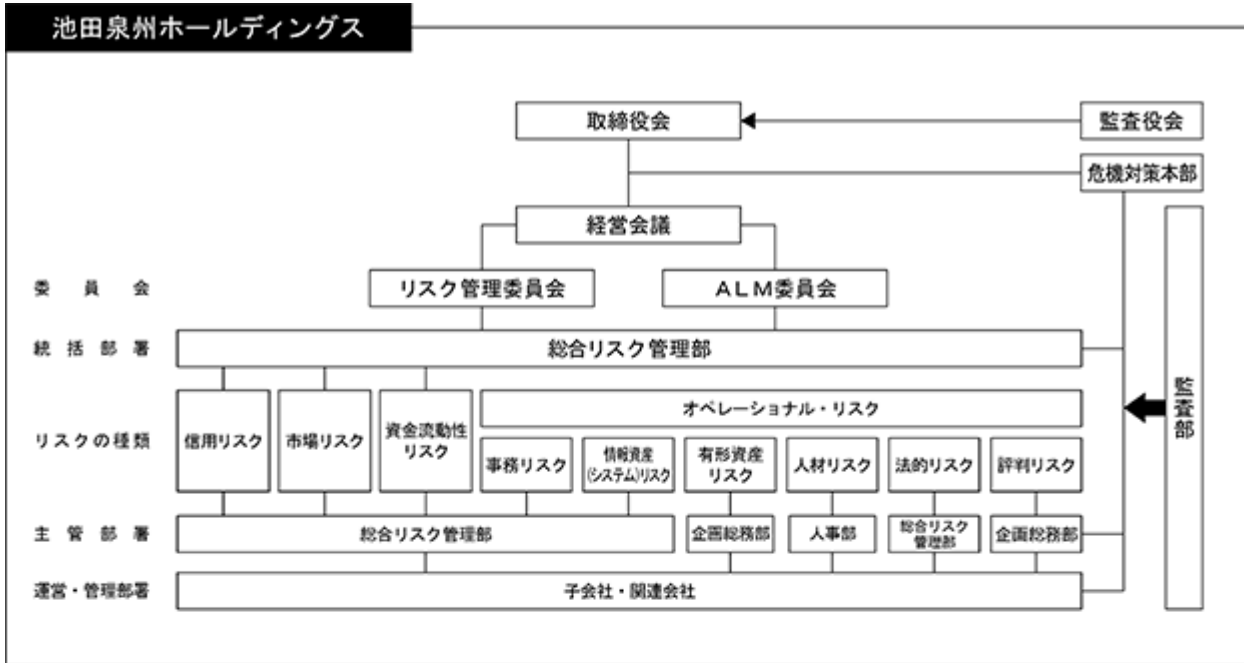 池田泉州ホールディングス
取締役会
監査役会
危機対策本部
経営会議
委員会
リスク管理委員会
ALM委員会
統括部署
総合リスク管理部
監査部
リスクの種類
信用リスク
市場リスク
資金流動性
リスク
オペレーショナル・リスク
事務リスク
情報資産
(システム)リスク
有形資産
リスク
人材リスク
法的リスク
評判リスク
主管部署
総合リスク管理部
企画総務部
人事部
総合リスク
管理部
企画総務部
運営・管理部署
子会社・関連会社